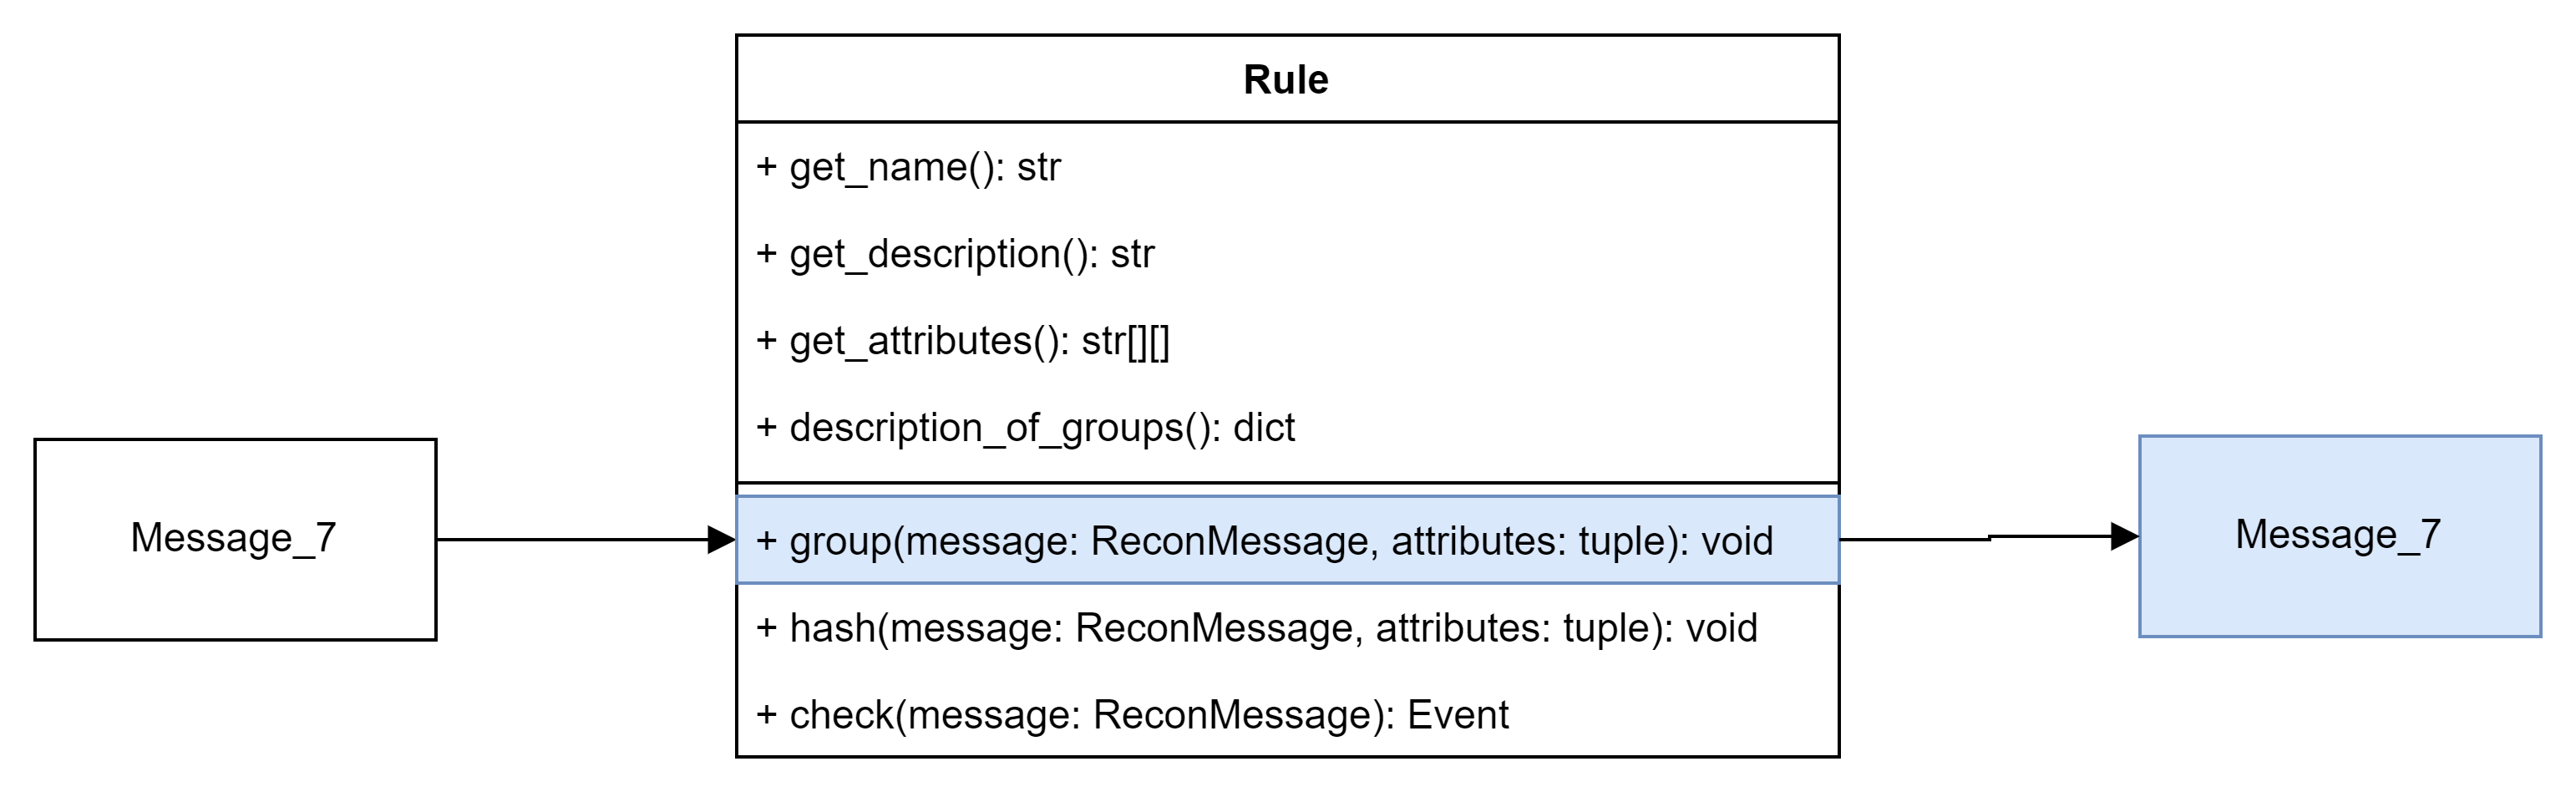 Rule
+ get_name(): str
+ get_description(): str
+ get_attributes(): str[][]
+ description_of_groups(): dict
Message_7
+ group(message: ReconMessage, attributes: tuple): void
Message_7
+ hash(message: ReconMessage, attributes: tuple): void
+ check(message: ReconMessage): Event